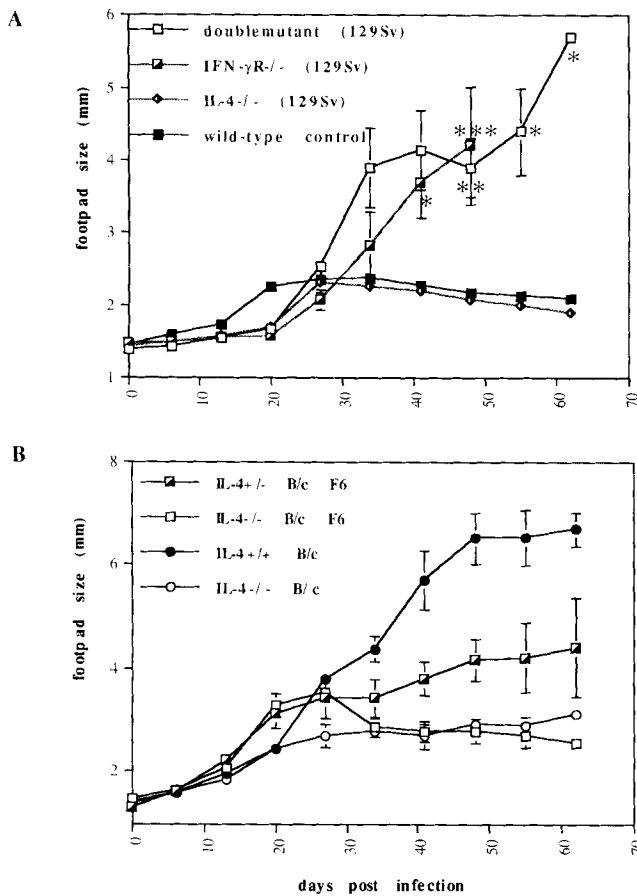 A
6
5
4
3
2
1
footpad size (mm)
doublemutant (129Sv)
IFN-γR-/- (129Sv)
IL-4-/- (129Sv)
wild-type control
*
*
***
**
*
0
10
20
30
40
50
60
70
B
8
6
4
2
footpad size (mm)
IL-4+/- B/c F6
IL-4-/- B/c F6
IL-4+/+ B/c
IL-4-/- B/c
0
10
20
30
40
50
60
70
days post infection